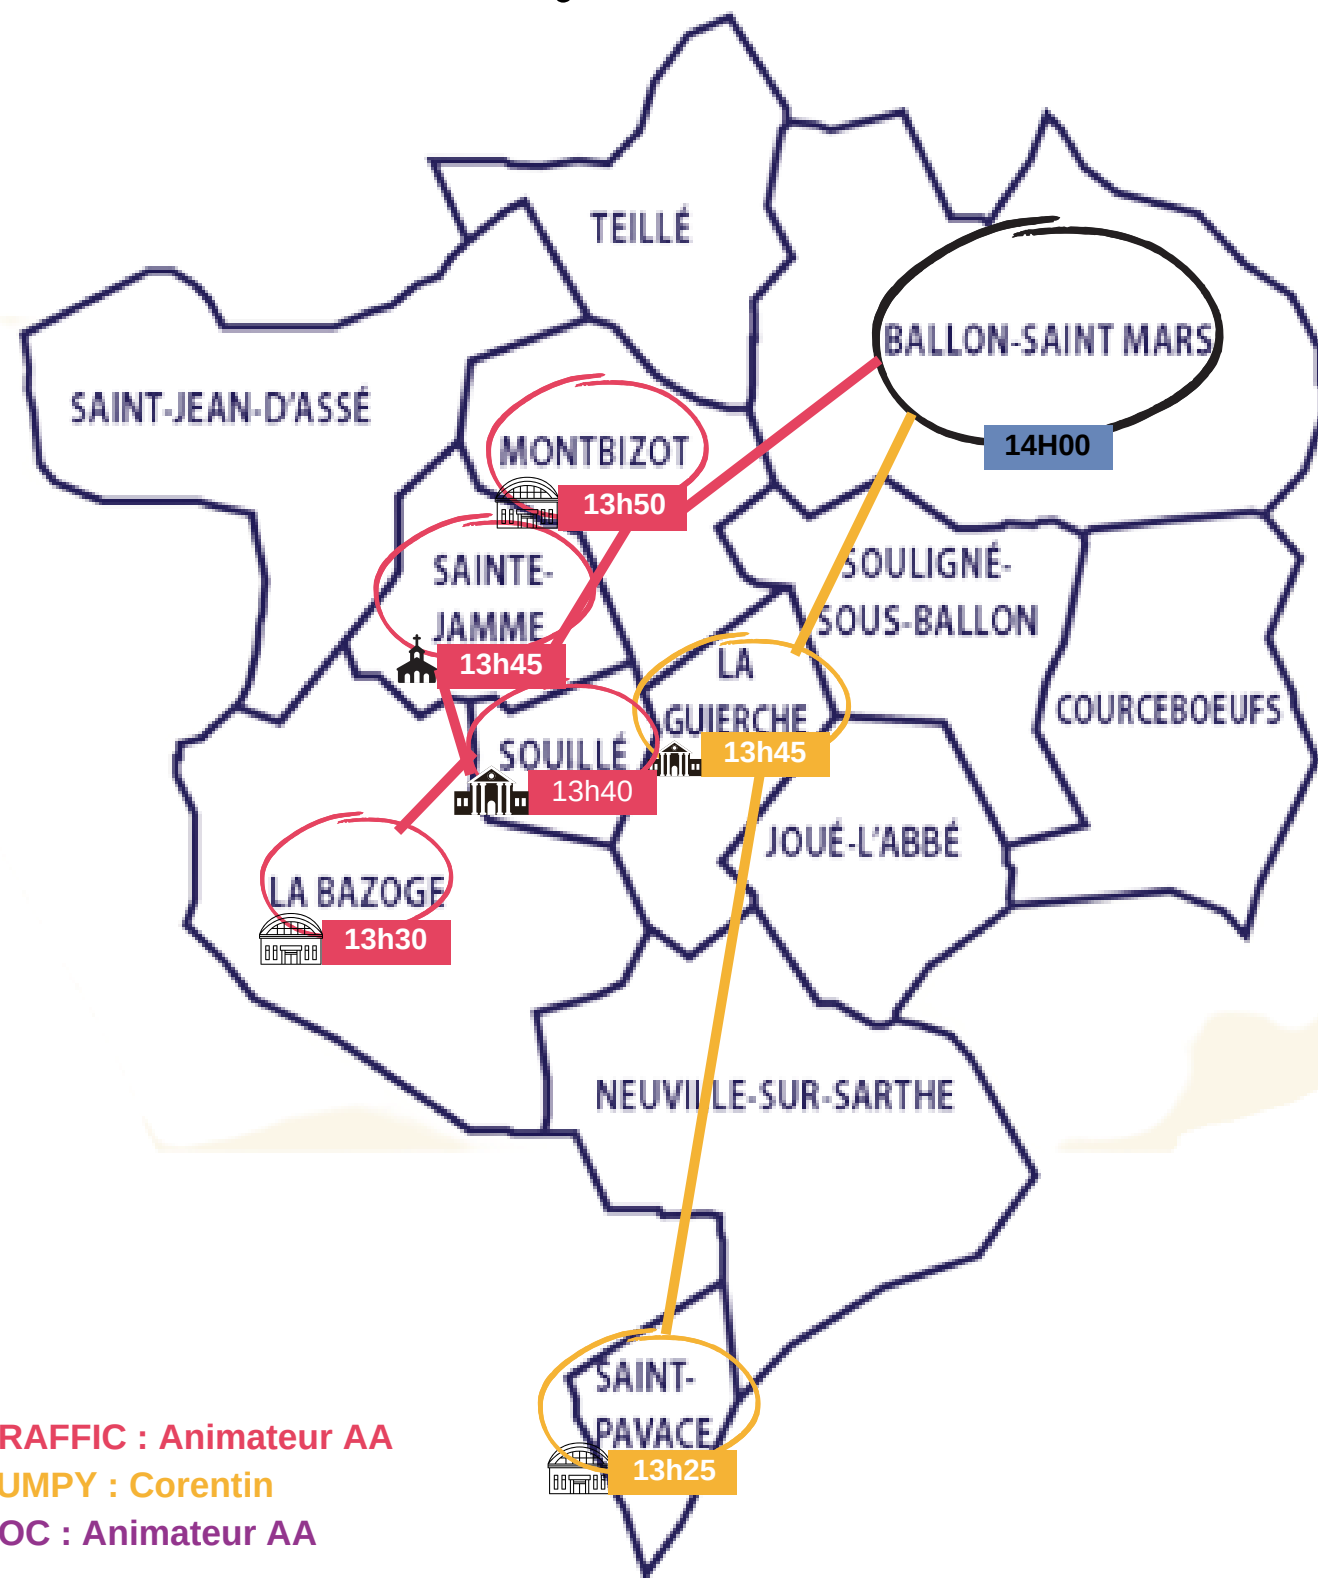 TEILLÉ
BALLON-SAINT MARS
14H00
SAINT-JEAN-D'ASSÉ
MONTBIZOT
13h50
SAINTE-
JAMME
13h45
SOULIGNÉ-
SOUS-BALLON
LA
GUIERCHE
13h45
COURCEBOEUFS
SOUILLÉ
13h40
JOUÉ-L'ABBÉ
LA BAZOGE
13h30
NEUVILLE-SUR-SARTHE
SAINT-
PAVACE
13h25
RAFFIC : Animateur AA
UMPY : Corentin
OC : Animateur AA